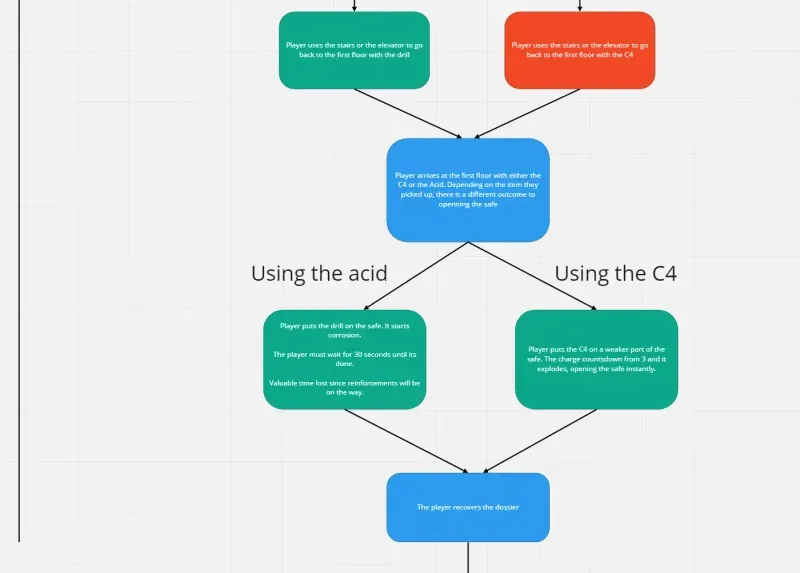 Player uses the stairs or the elevator to go
back to the first floor with the drill
Player uses the stairs or the elevator to go
back to the first floor with the C4
Player arrives at the first floor with either the
C4 or the Acid. Depending on the item they
picked up, there is a different outcome to
openning the safe
Using the acid
Using the C4
Player puts the drill on the safe. It starts
corrosion.
The player must wait for 30 seconds until its
done.
Valuable time lost since reinforcements will be
on the way.
Player puts the C4 on a weaker part of the
safe. The charge countsdown from 3 and it
explodes, opening the safe instantly.
The player recovers the dossier